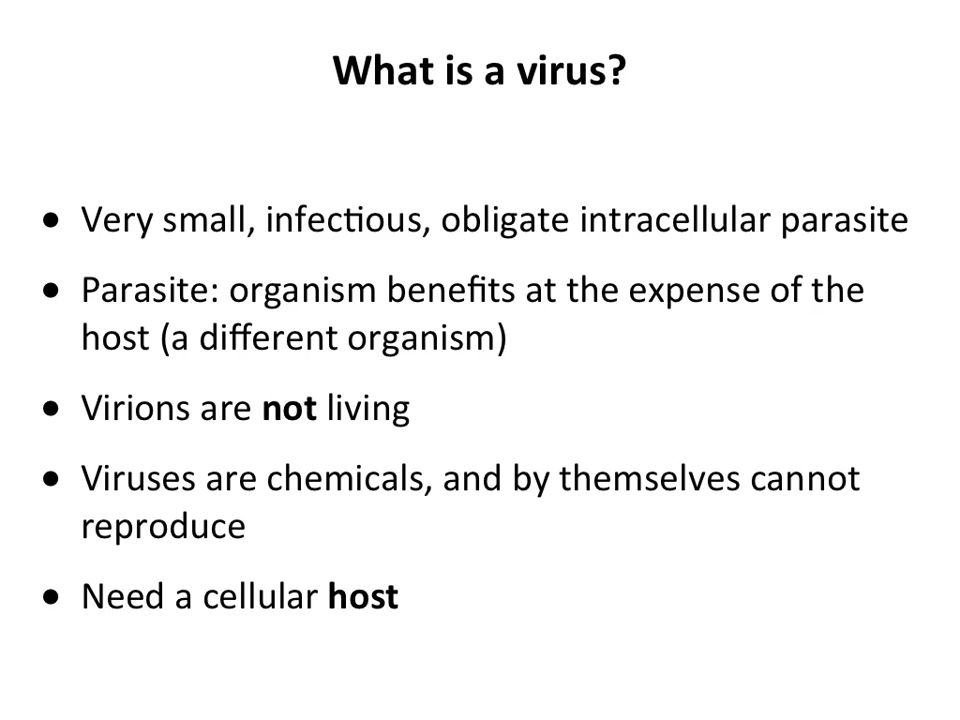 What is a virus?
• Very small, infectious, obligate intracellular parasite
• Parasite: organism benefits at the expense of the
host (a different organism)
• Virions are not living
• Viruses are chemicals, and by themselves cannot
reproduce
• Need a cellular host